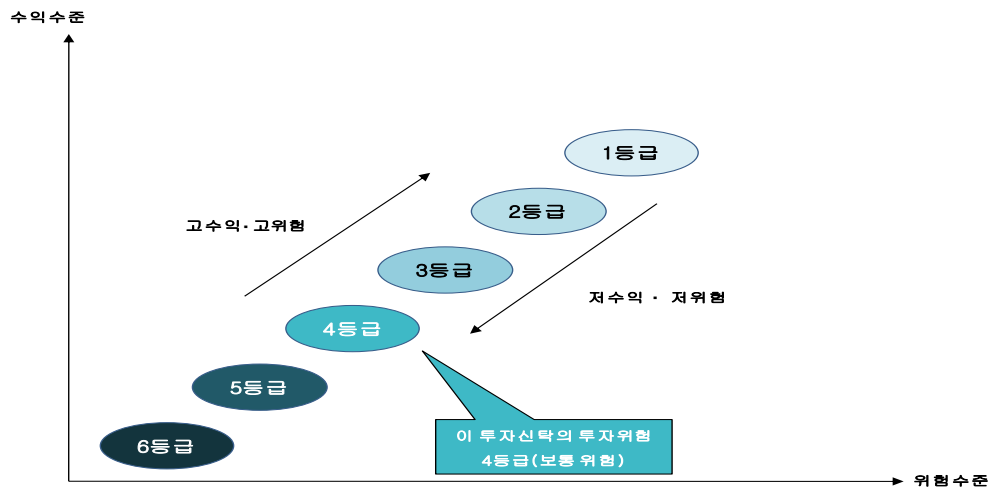 수익수준
1등급
2등급
고수익·고위험
3등급
저수익 · 저위험
4등급
5등급
이 투자신탁의 투자위험
4등급(보통 위험)
6등급
위험수준